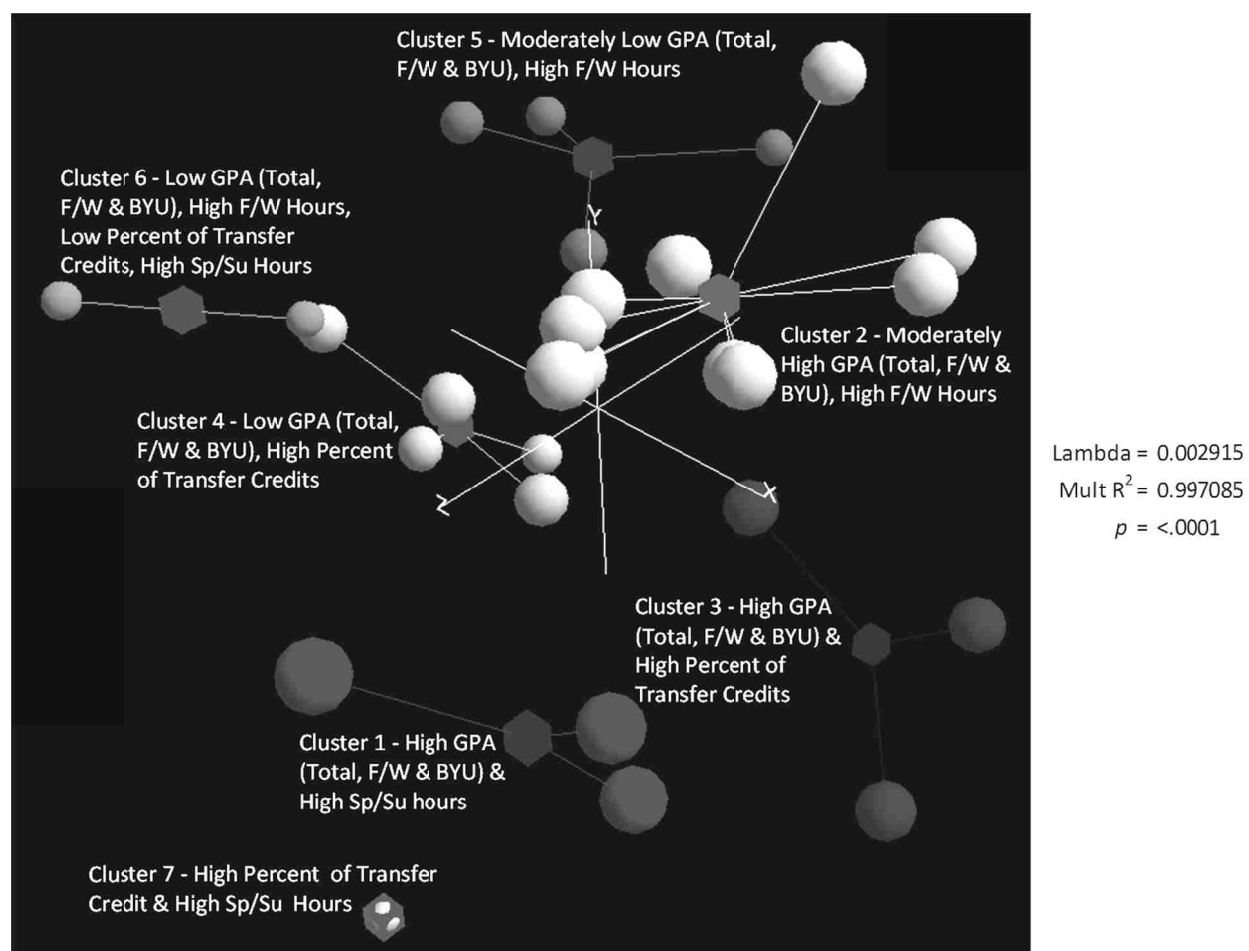 Cluster 5 - Moderately Low GPA (Total,
F/W & BYU), High F/W Hours
Cluster 6 - Low GPA (Total,
F/W & BYU), High F/W Hours,
Low Percent of Transfer
Credits, High Sp/Su Hours
Y
Cluster 2 - Moderately
High GPA (Total, F/W &
BYU), High F/W Hours
Cluster 4 - Low GPA (Total,
F/W & BYU), High Percent
of Transfer Credits
Z
X
Lambda = 0.002915
Mult R² = 0.997085
p = <.0001
Cluster 3 - High GPA
(Total, F/W & BYU) &
High Percent of
Transfer Credits
Cluster 1 - High GPA
(Total, F/W & BYU) &
High Sp/Su hours
Cluster 7 - High Percent of Transfer
Credit & High Sp/Su Hours